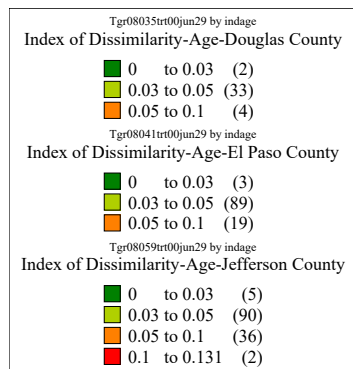 Tgr08035trt00jun29 by indage
Index of Dissimilarity-Age-Douglas County
0 to 0.03 (2)
0.03 to 0.05 (33)
0.05 to 0.1 (4)
Tgr08041trt00jun29 by indage
Index of Dissimilarity-Age-El Paso County
0 to 0.03 (3)
0.03 to 0.05 (89)
0.05 to 0.1 (19)
Tgr08059trt00jun29 by indage
Index of Dissimilarity-Age-Jefferson County
0 to 0.03 (5)
0.03 to 0.05 (90)
0.05 to 0.1 (36)
0.1 to 0.131 (2)